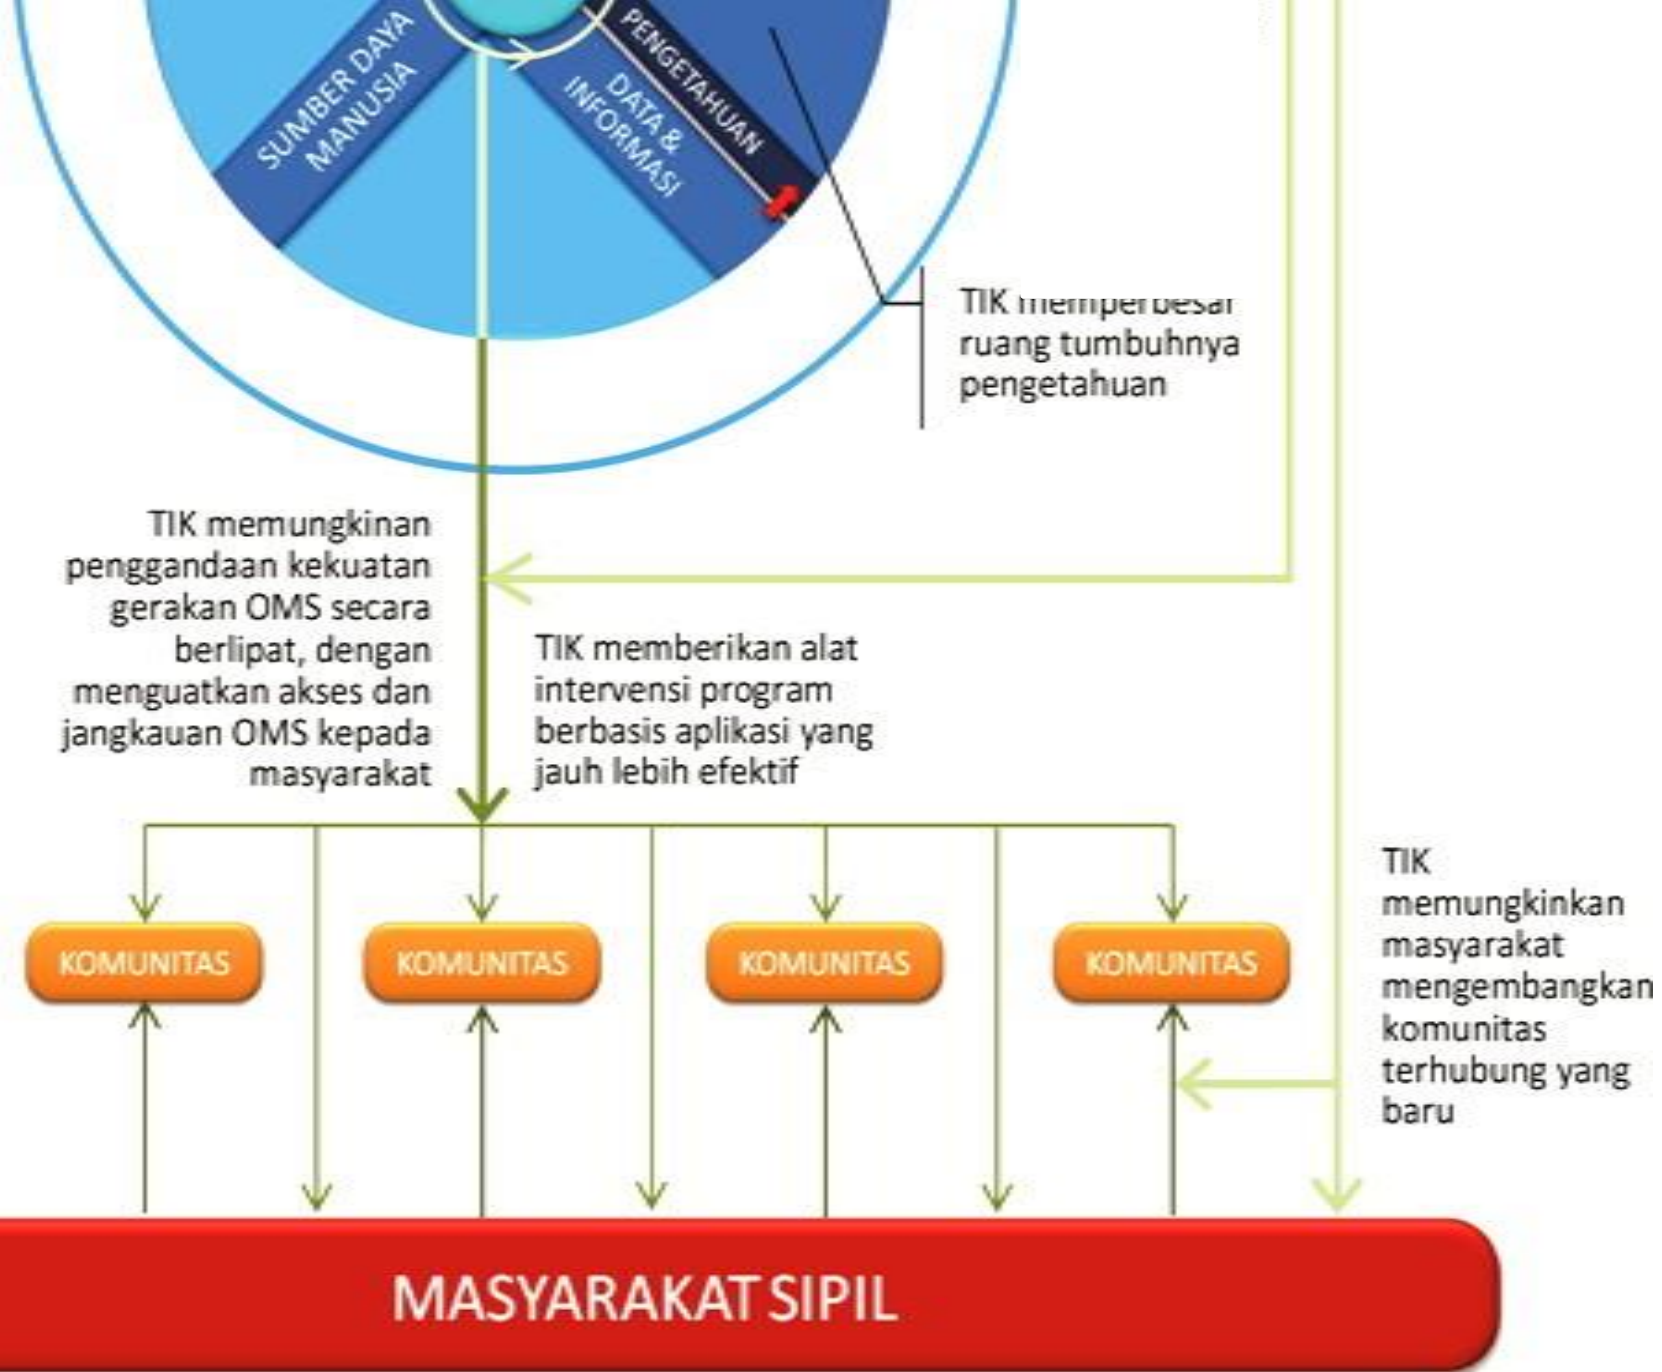 SUMBER DAYA
MANUSIA
PENGETAHUAN
DATA &
INFORMASI
TIK memperbesar
ruang tumbuhnya
pengetahuan
TIK memungkinan
penggandaan kekuatan
gerakan OMS secara
berlipat, dengan
menguatkan akses dan
jangkauan OMS kepada
masyarakat
TIK memberikan alat
intervensi program
berbasis aplikasi yang
jauh lebih efektif
TIK
memungkinkan
masyarakat
mengembangkan
komunitas
terhubung yang
baru
KOMUNITAS
KOMUNITAS
KOMUNITAS
KOMUNITAS
MASYARAKAT SIPIL